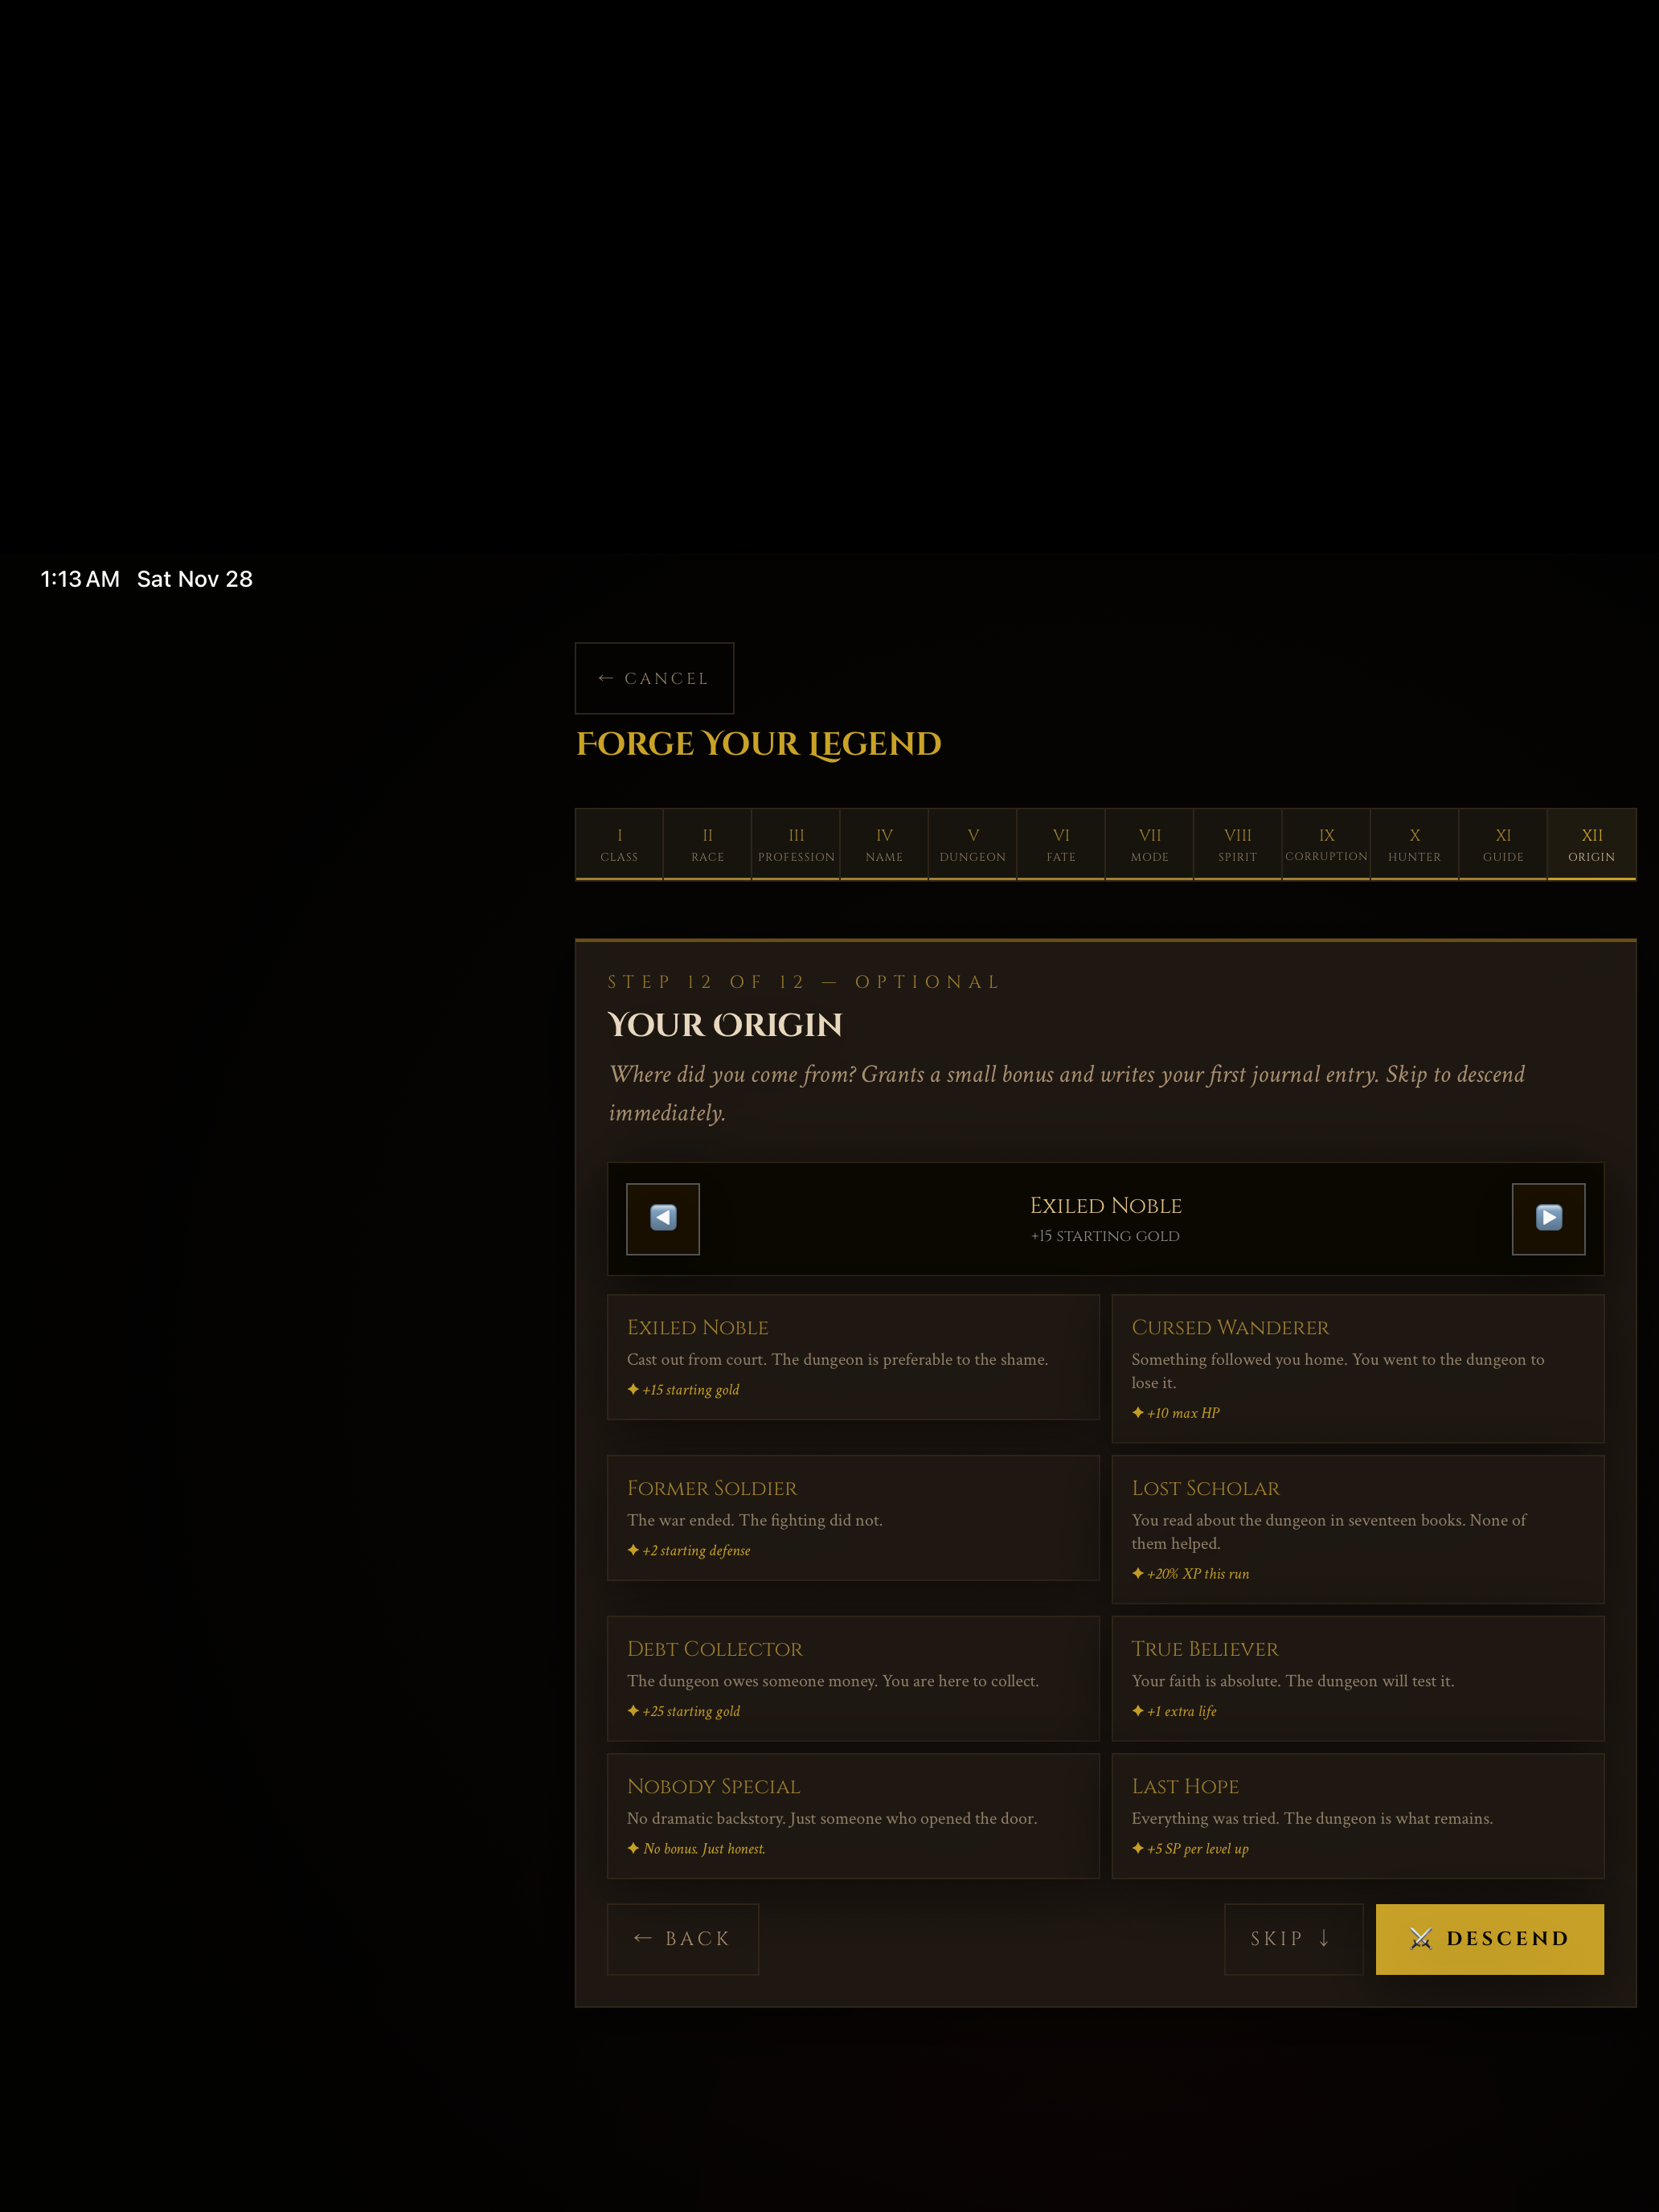 1:13 AM Sat Nov 28
← CANCEL
FORGE YOUR LEGEND
I II III IV V VI VII VIII IX X XI XII
CLASS RACE PROFESSION NAME DUNGEON FATE MODE SPIRIT CORRUPTION HUNTER GUIDE ORIGIN
STEP 12 OF 12 — OPTIONAL
YOUR ORIGIN
Where did you come from? Grants a small bonus and writes your first journal entry. Skip to descend
immediately.
EXILED NOBLE
+15 STARTING GOLD
EXILED NOBLE
Cast out from court. The dungeon is preferable to the shame.
✦ +15 starting gold
CURSED WANDERER
Something followed you home. You went to the dungeon to
lose it.
✦ +10 max HP
FORMER SOLDIER
The war ended. The fighting did not.
✦ +2 starting defense
LOST SCHOLAR
You read about the dungeon in seventeen books. None of
them helped.
✦ +20% XP this run
DEBT COLLECTOR
The dungeon owes someone money. You are here to collect.
✦ +25 starting gold
TRUE BELIEVER
Your faith is absolute. The dungeon will test it.
✦ +1 extra life
NOBODY SPECIAL
No dramatic backstory. Just someone who opened the door.
✦ No bonus. Just honest.
LAST HOPE
Everything was tried. The dungeon is what remains.
✦ +5 SP per level up
← BACK
SKIP ↓
⚔ DESCEND